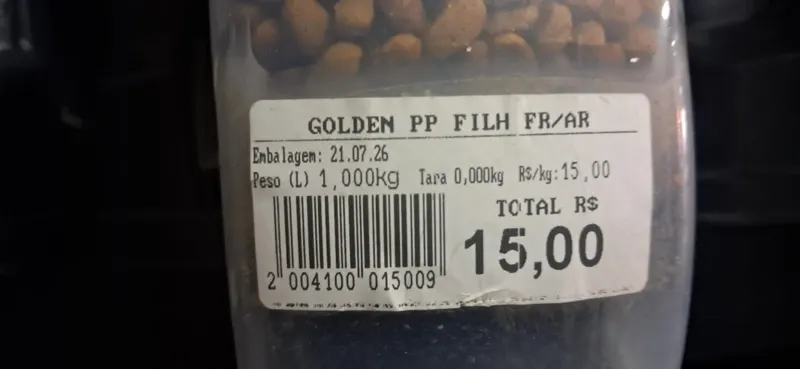 GOLDEN PP FILH FR/AR
Embalagem: 21.07.26
Peso (L) 1,000kg Tara 0,000kg R$/kg:15,00
TOTAL R$
15,00
2 004100 015009